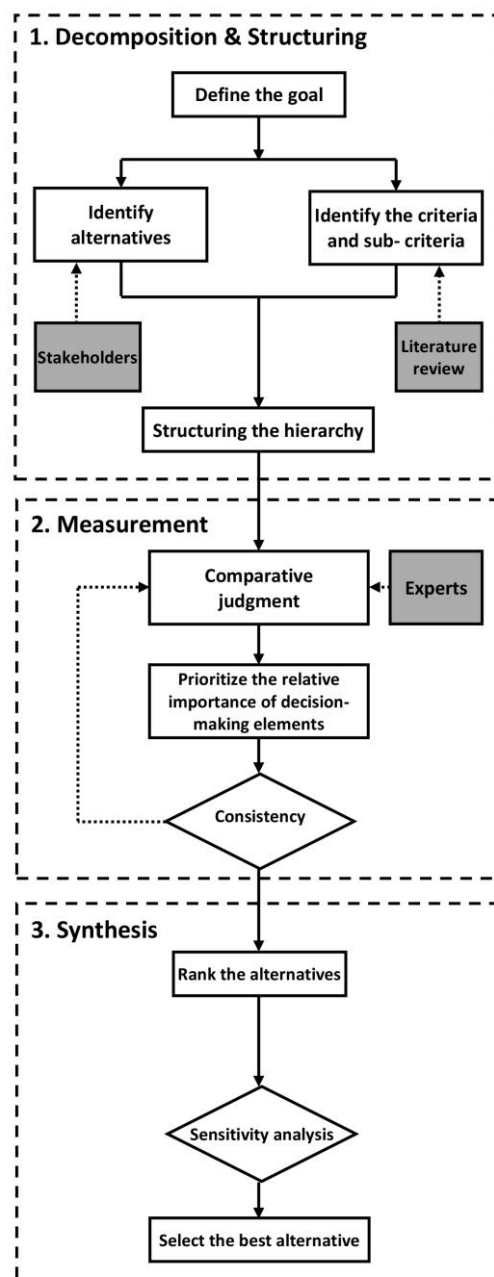 1. Decomposition & Structuring
Define the goal
Identify
alternatives
Identify the criteria
and sub- criteria
Stakeholders
Literature
review
Structuring the hierarchy
2. Measurement
Comparative
judgment
Experts
Prioritize the relative
importance of decision-
making elements
Consistency
3. Synthesis
Rank the alternatives
Sensitivity analysis
Select the best alternative